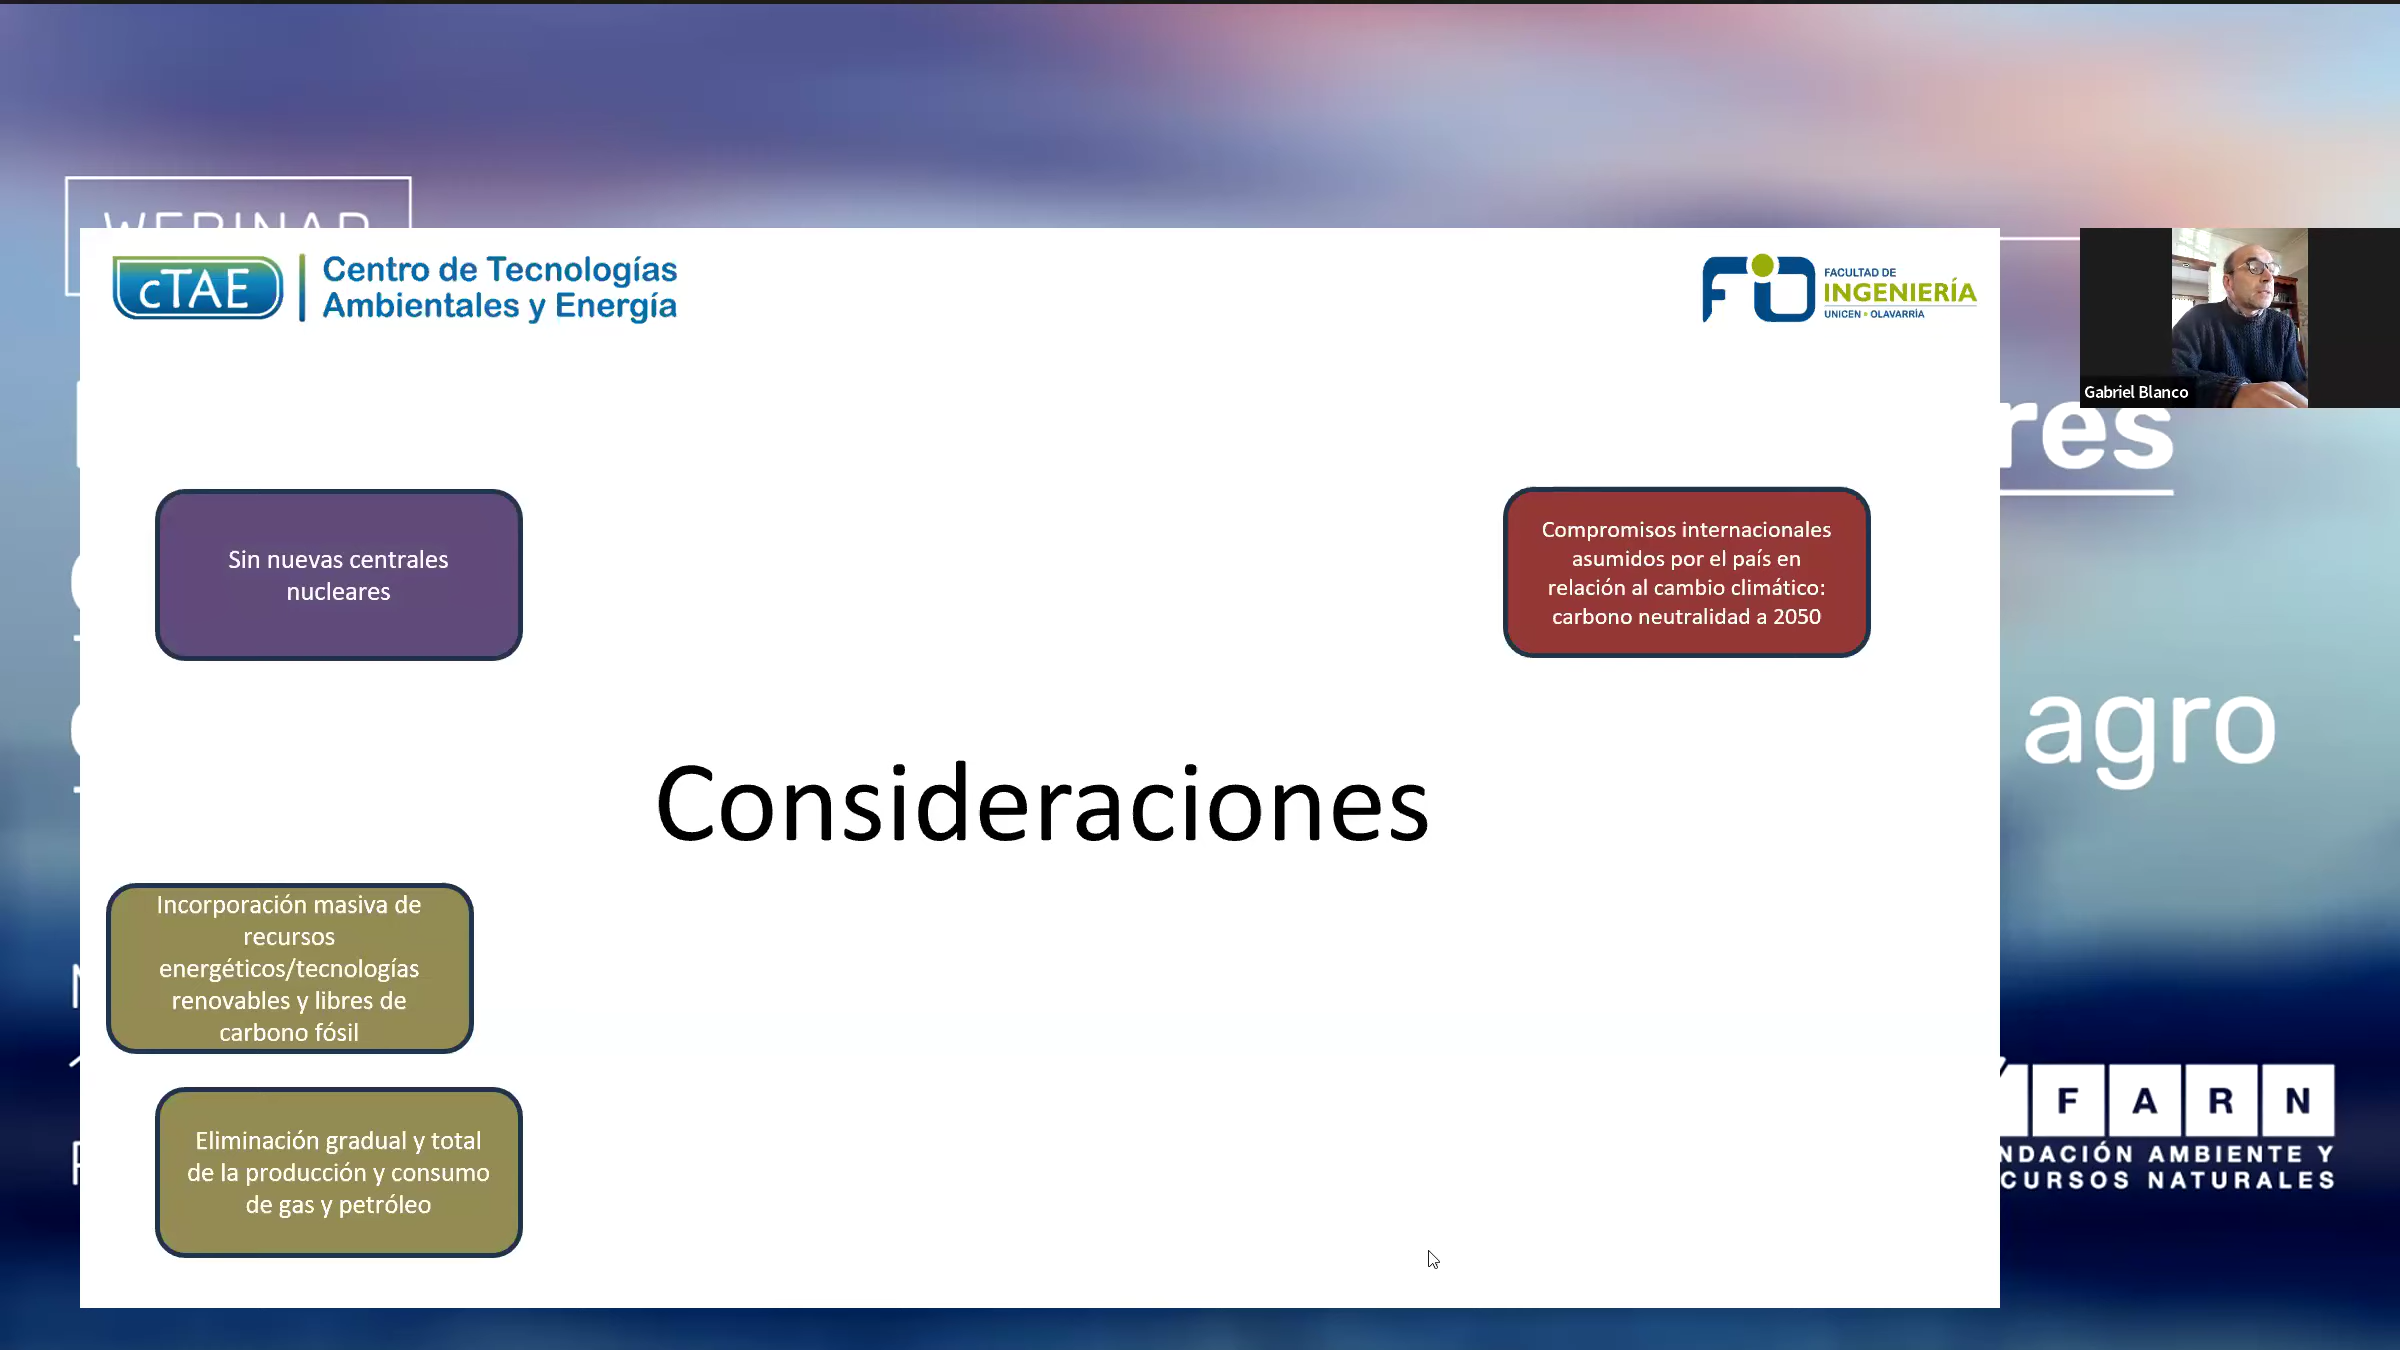 WEBINAR
cTAE
Centro de Tecnologías
Ambientales y Energía
FiO
FACULTAD DE
INGENIERÍA
UNICEN • OLAVARRÍA
Gabriel Blanco
res
Sin nuevas centrales
nucleares
Compromisos internacionales
asumidos por el país en
relación al cambio climático:
carbono neutralidad a 2050
agro
Consideraciones
Incorporación masiva de
recursos
energéticos/tecnologías
renovables y libres de
carbono fósil
Eliminación gradual y total
de la producción y consumo
de gas y petróleo
FARN
NDACIÓN AMBIENTE Y
CURSOS NATURALES